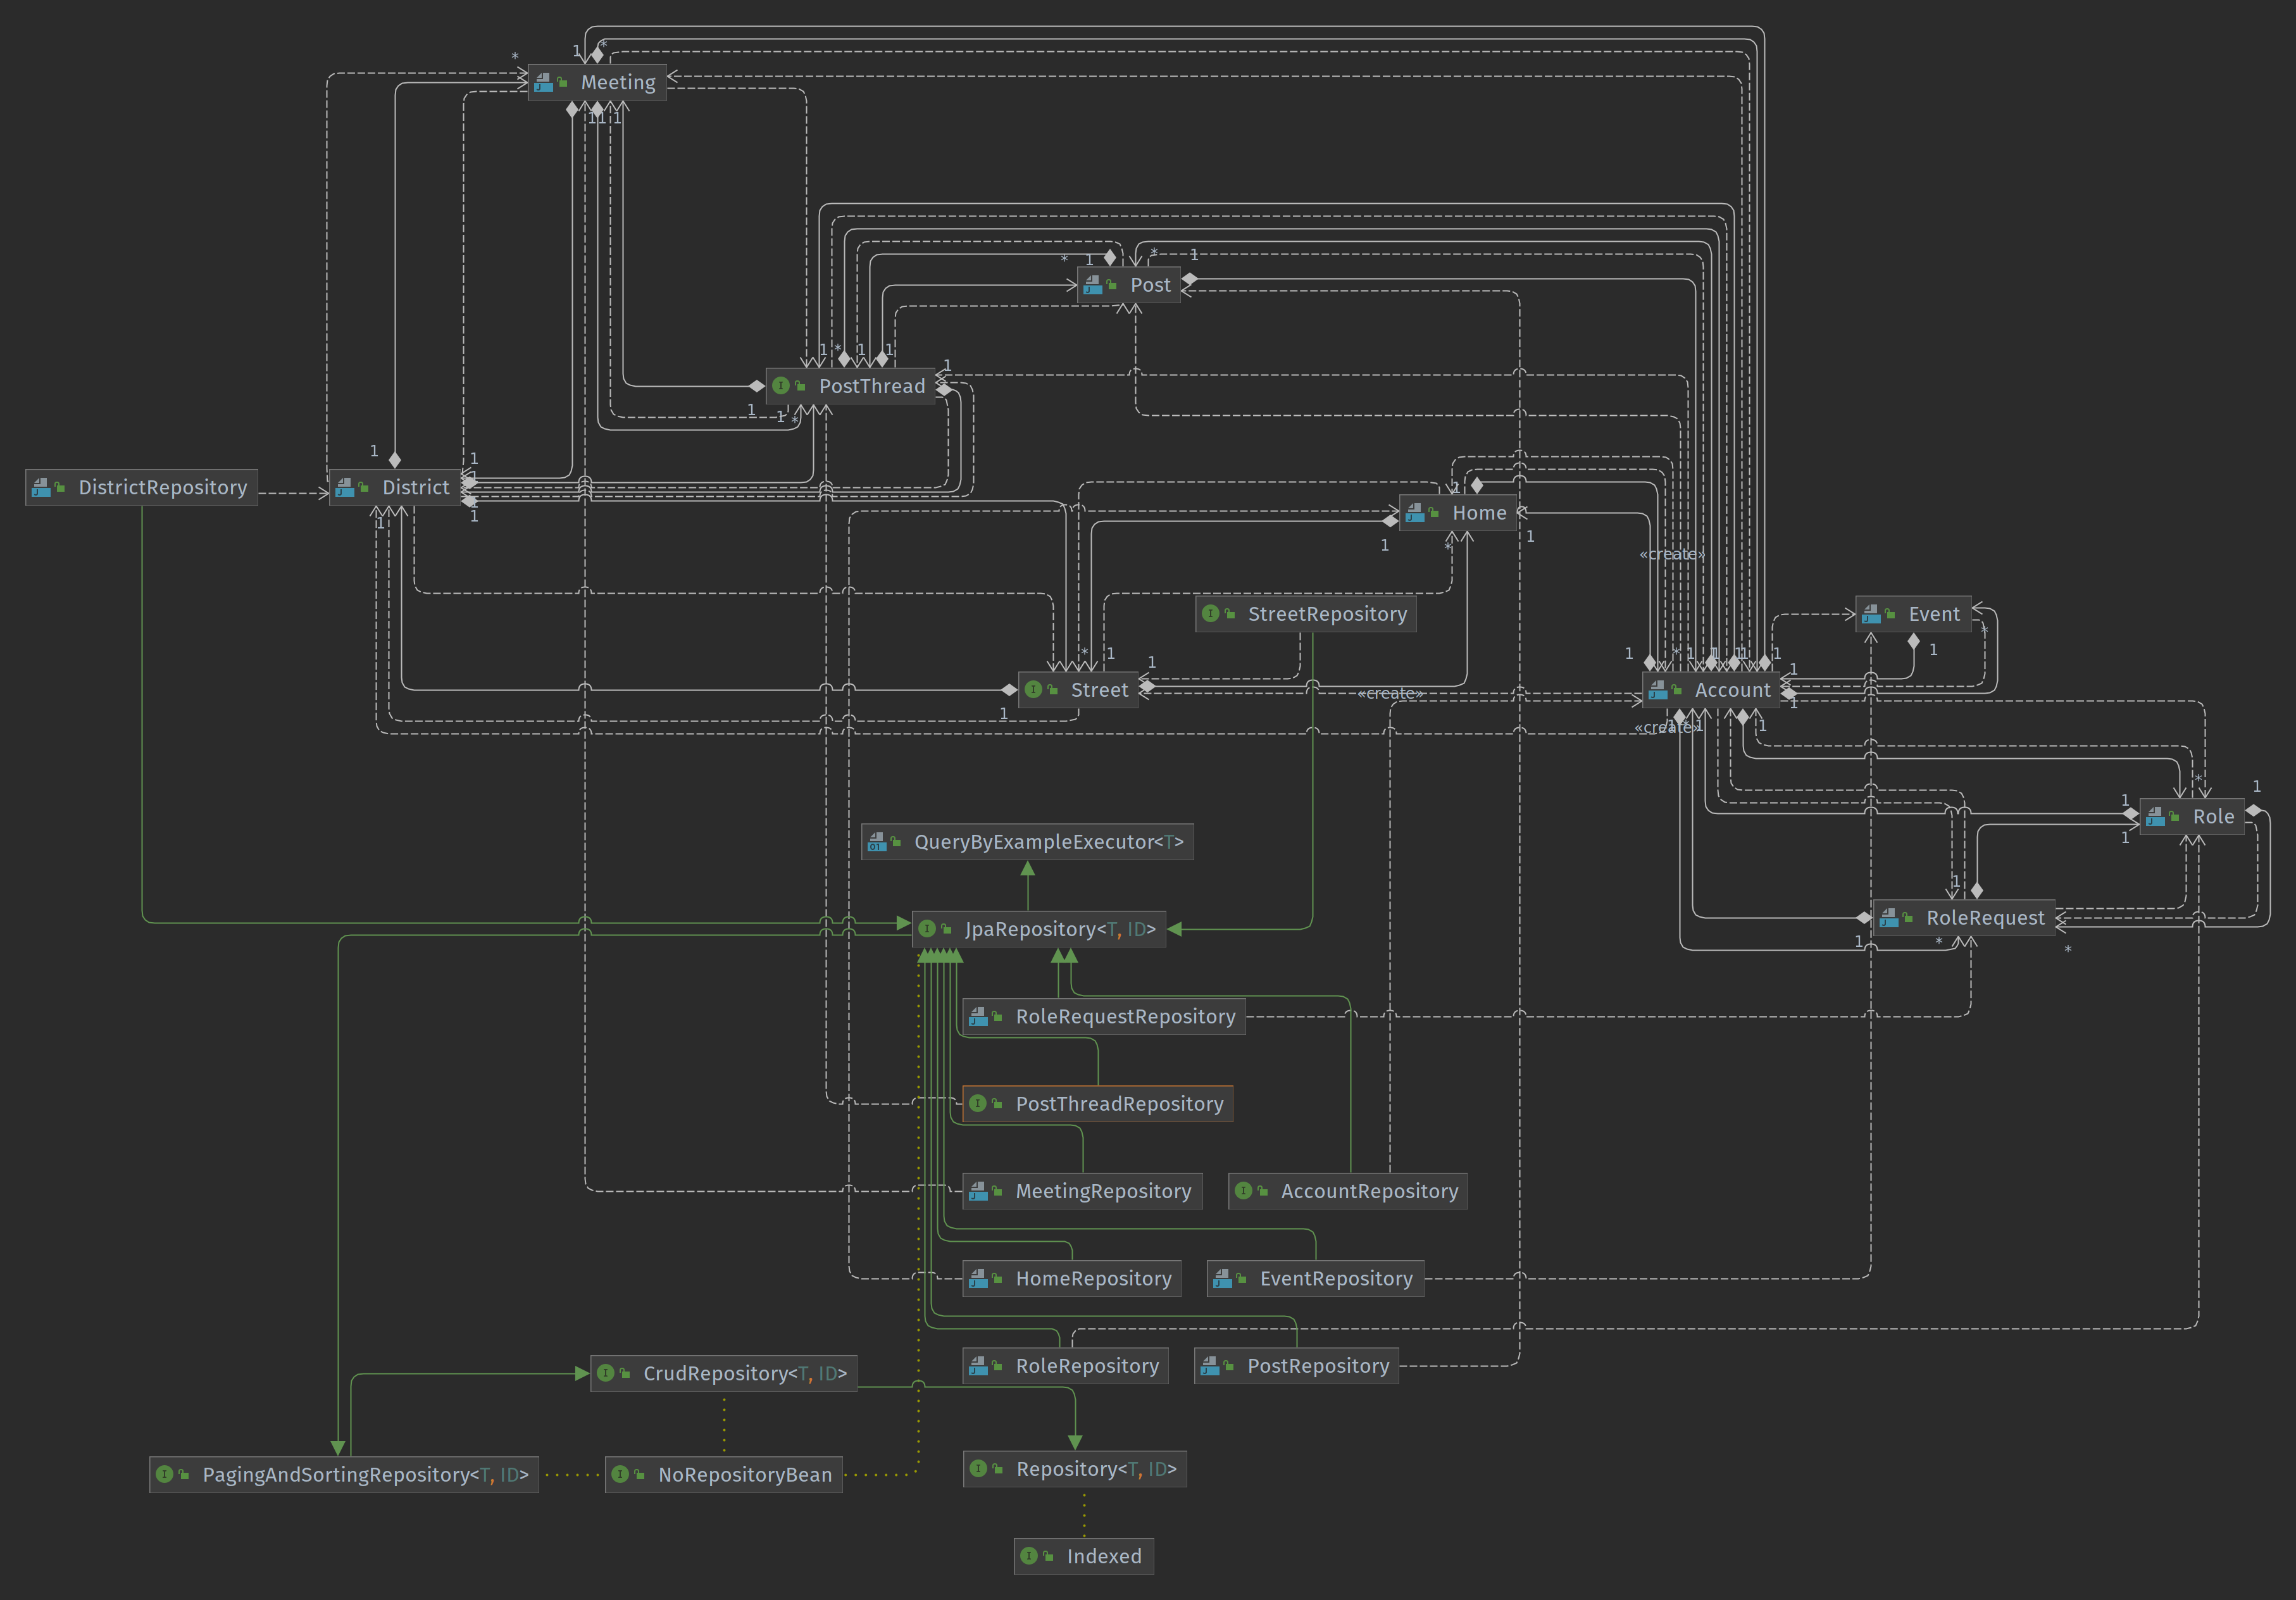 Meeting
Post
PostThread
DistrictRepository
District
Home
«create»
StreetRepository
Event
Street
«create»
Account
«create»
Role
QueryByExampleExecutor<T>
JpaRepository<T, ID>
RoleRequest
RoleRequestRepository
PostThreadRepository
MeetingRepository
AccountRepository
HomeRepository
EventRepository
RoleRepository
PostRepository
CrudRepository<T, ID>
PagingAndSortingRepository<T, ID>
NoRepositoryBean
Repository<T, ID>
Indexed